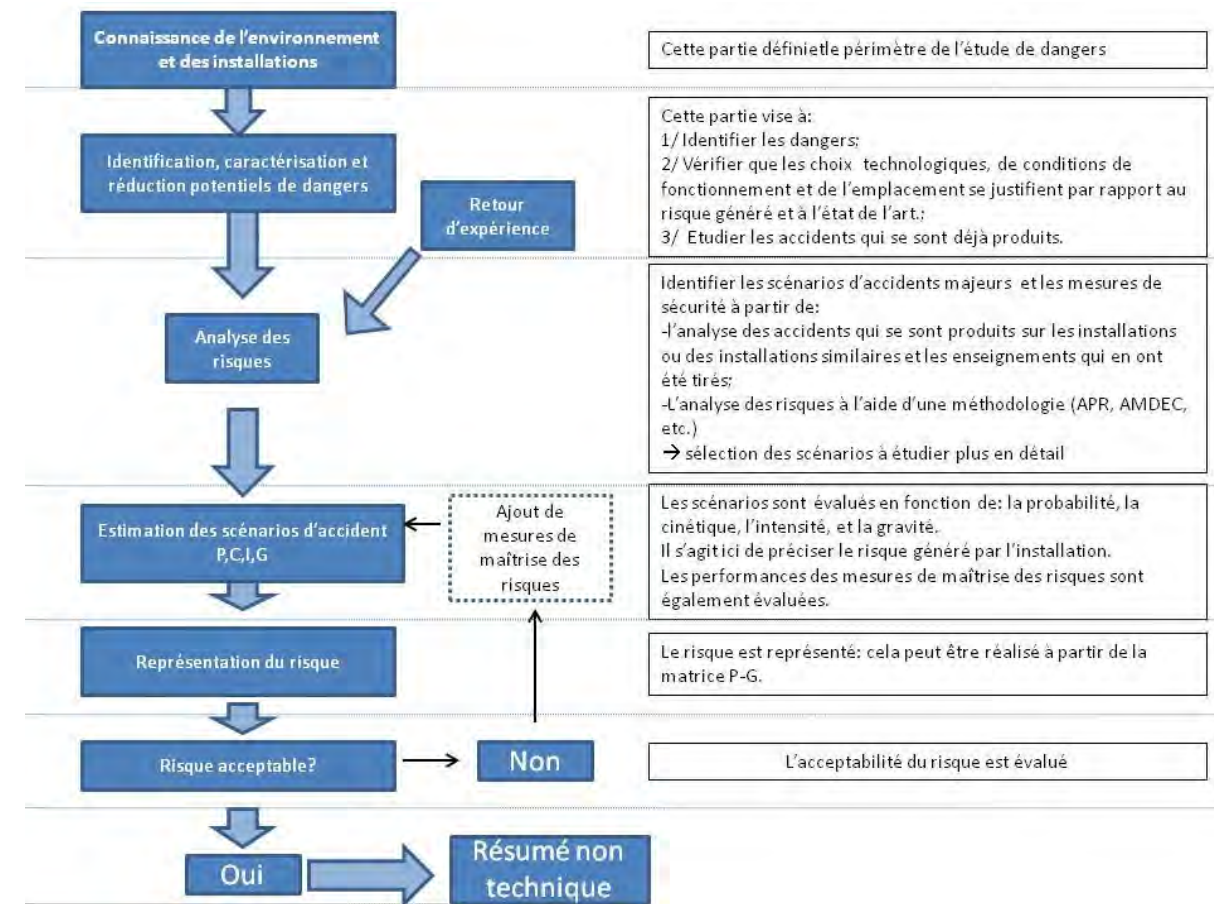 Connaissance de l'environnement
et des installations
Cette partie définietle périmètre de l'étude de dangers
Identification, caractérisation et
réduction potentiels de dangers
Retour
d'expérience
Cette partie vise à:
1/ Identifier les dangers;
2/ Vérifier que les choix technologiques, de conditions de
fonctionnement et de l'emplacement se justifient par rapport au
risque généré et à l'état de l'art.;
3/ Etudier les accidents qui se sont déjà produits.
Analyse des
risques
Identifier les scénarios d'accidents majeurs et les mesures de
sécurité à partir de:
-l'analyse des accidents qui se sont produits sur les installations
ou des installations similaires et les enseignements qui en ont
été tirés;
-L'analyse des risques à l'aide d'une méthodologie (APR, AMDEC,
etc.)
→ sélection des scénarios à étudier plus en détail
Estimation des scénarios d'accident
P,C,I,G
Ajout de
mesures de
maîtrise des
risques
Les scénarios sont évalués en fonction de: la probabilité, la
cinétique, l'intensité, et la gravité.
Il s'agit ici de préciser le risque généré par l'installation.
Les performances des mesures de maîtrise des risques sont
également évaluées.
Représentation du risque
Le risque est représenté: cela peut être réalisé à partir de la
matrice P-G.
Risque acceptable?
Non
L'acceptabilité du risque est évalué
Oui
Résumé non
technique